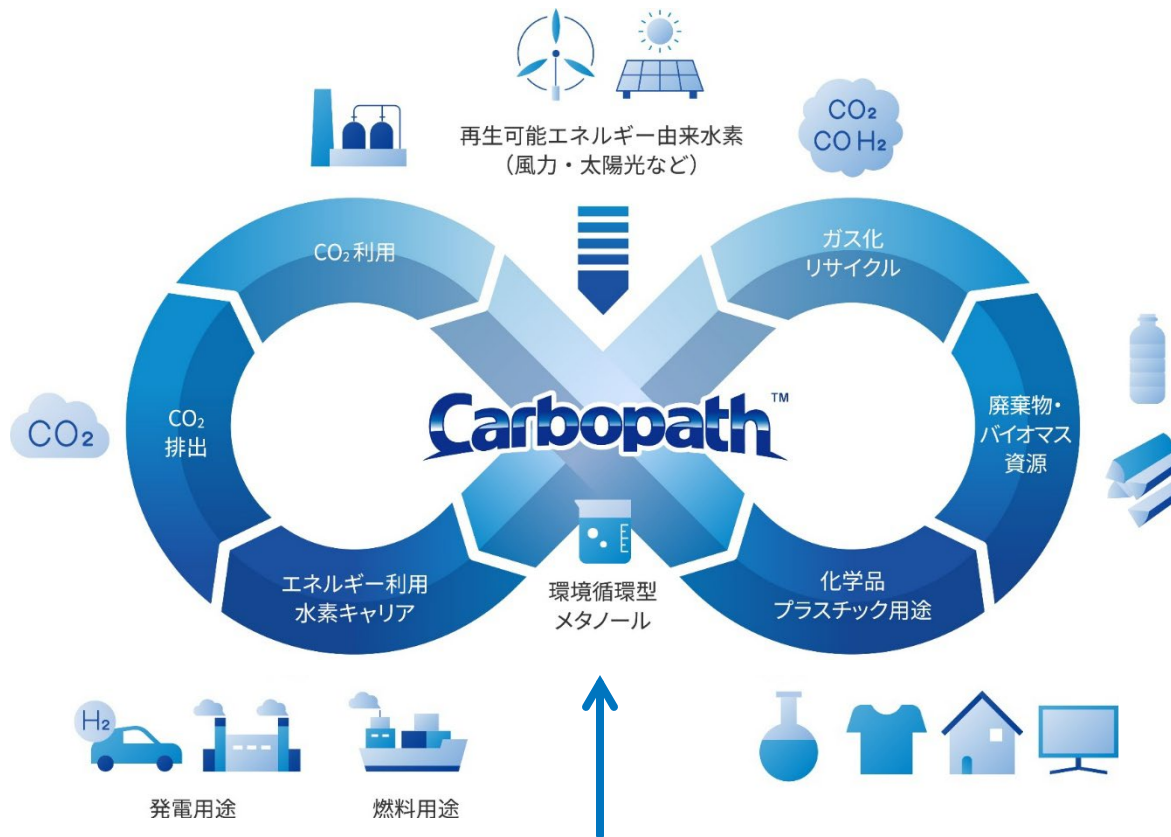 再生可能エネルギー由来水素
（風力・太陽光など）
CO₂
CO H₂
CO₂ 利用
ガス化
リサイクル
CO₂
CO₂
排出
Carbopath™
廃棄物・
バイオマス
資源
エネルギー利用
水素キャリア
環境循環型
メタノール
化学品
プラスチック用途
H₂
発電用途
燃料用途